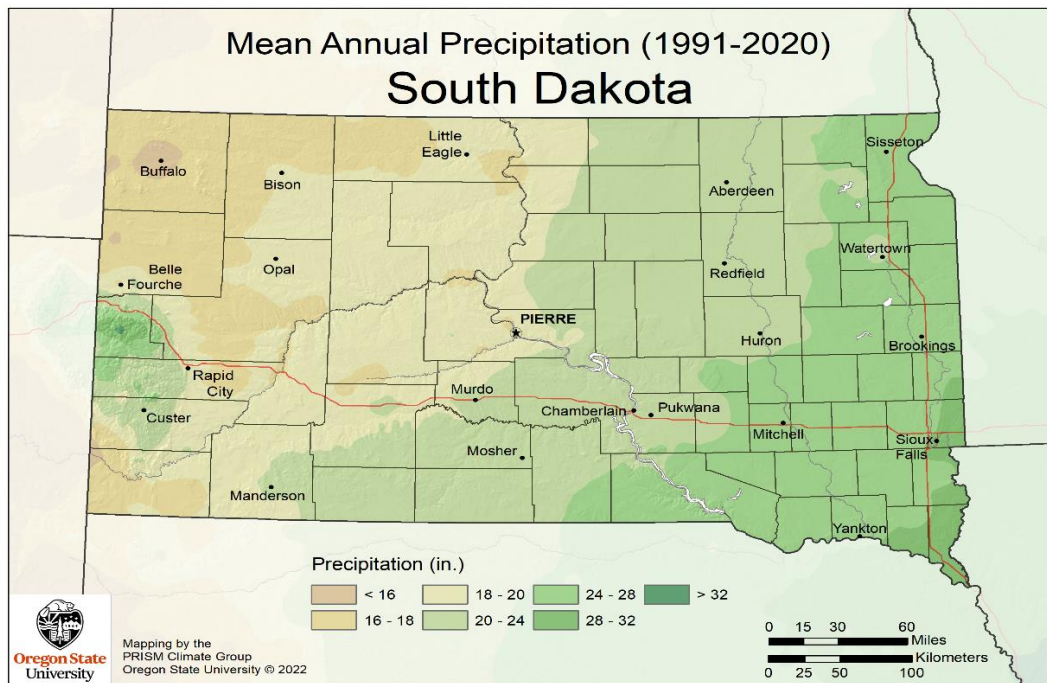 Mean Annual Precipitation (1991-2020)
South Dakota
Little
Eagle
Sisseton
Buffalo
Bison
Aberdeen
Belle
Fourche
Opal
Watertown
Redfield
PIERRE
Huron
Brookings
Rapid
City
Murdo
Custer
Chamberlain
Pukwana
Mitchell
Sioux
Falls
Mosher
Manderson
Yankton
Precipitation (in.)
< 16
18 - 20
24 - 28
> 32
16 - 18
20 - 24
28 - 32
0 15 30 60
Miles
Kilometers
0 25 50 100
Oregon State
University
Mapping by the
PRISM Climate Group
Oregon State University © 2022